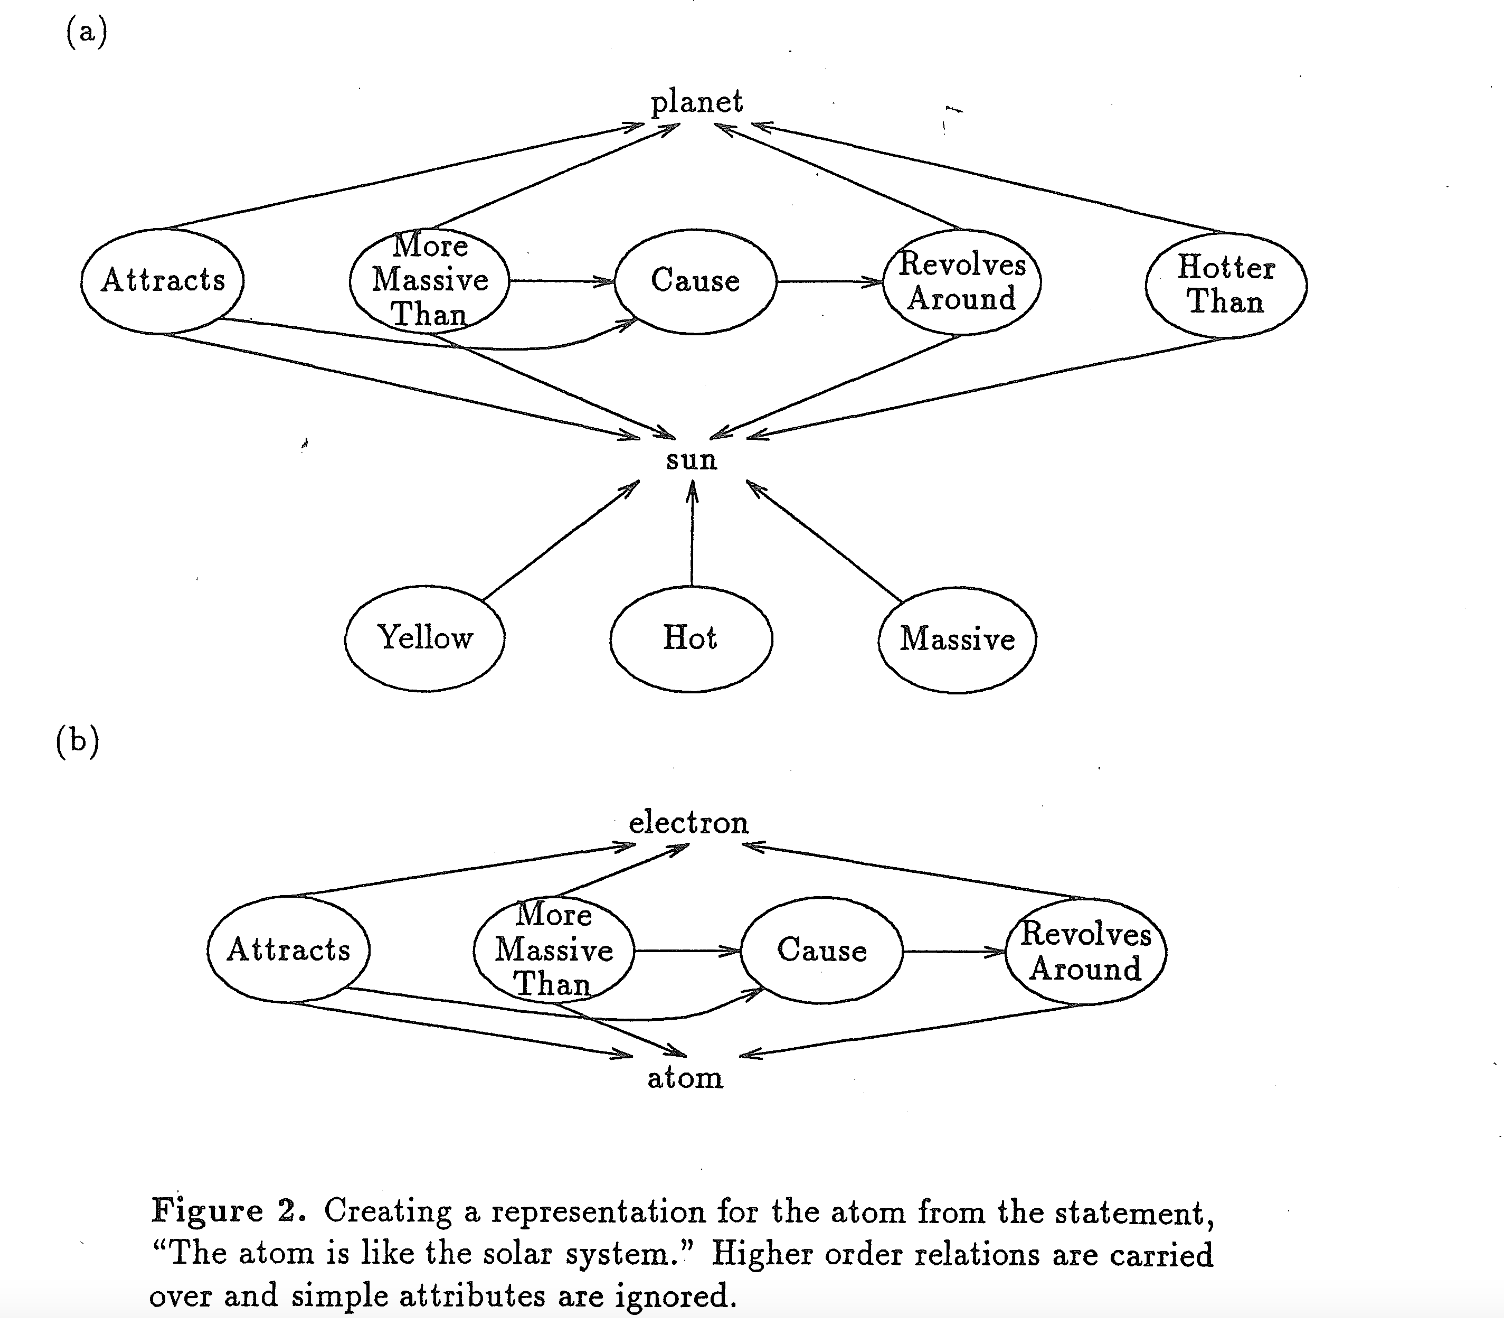 (a)
planet
Attracts
More
Massive
Than
Cause
Revolves
Around
Hotter
Than
sun
Yellow
Hot
Massive
(b)
electron
Attracts
More
Massive
Than
Cause
Revolves
Around
atom
Figure 2. Creating a representation for the atom from the statement,
“The atom is like the solar system.” Higher order relations are carried
over and simple attributes are ignored.